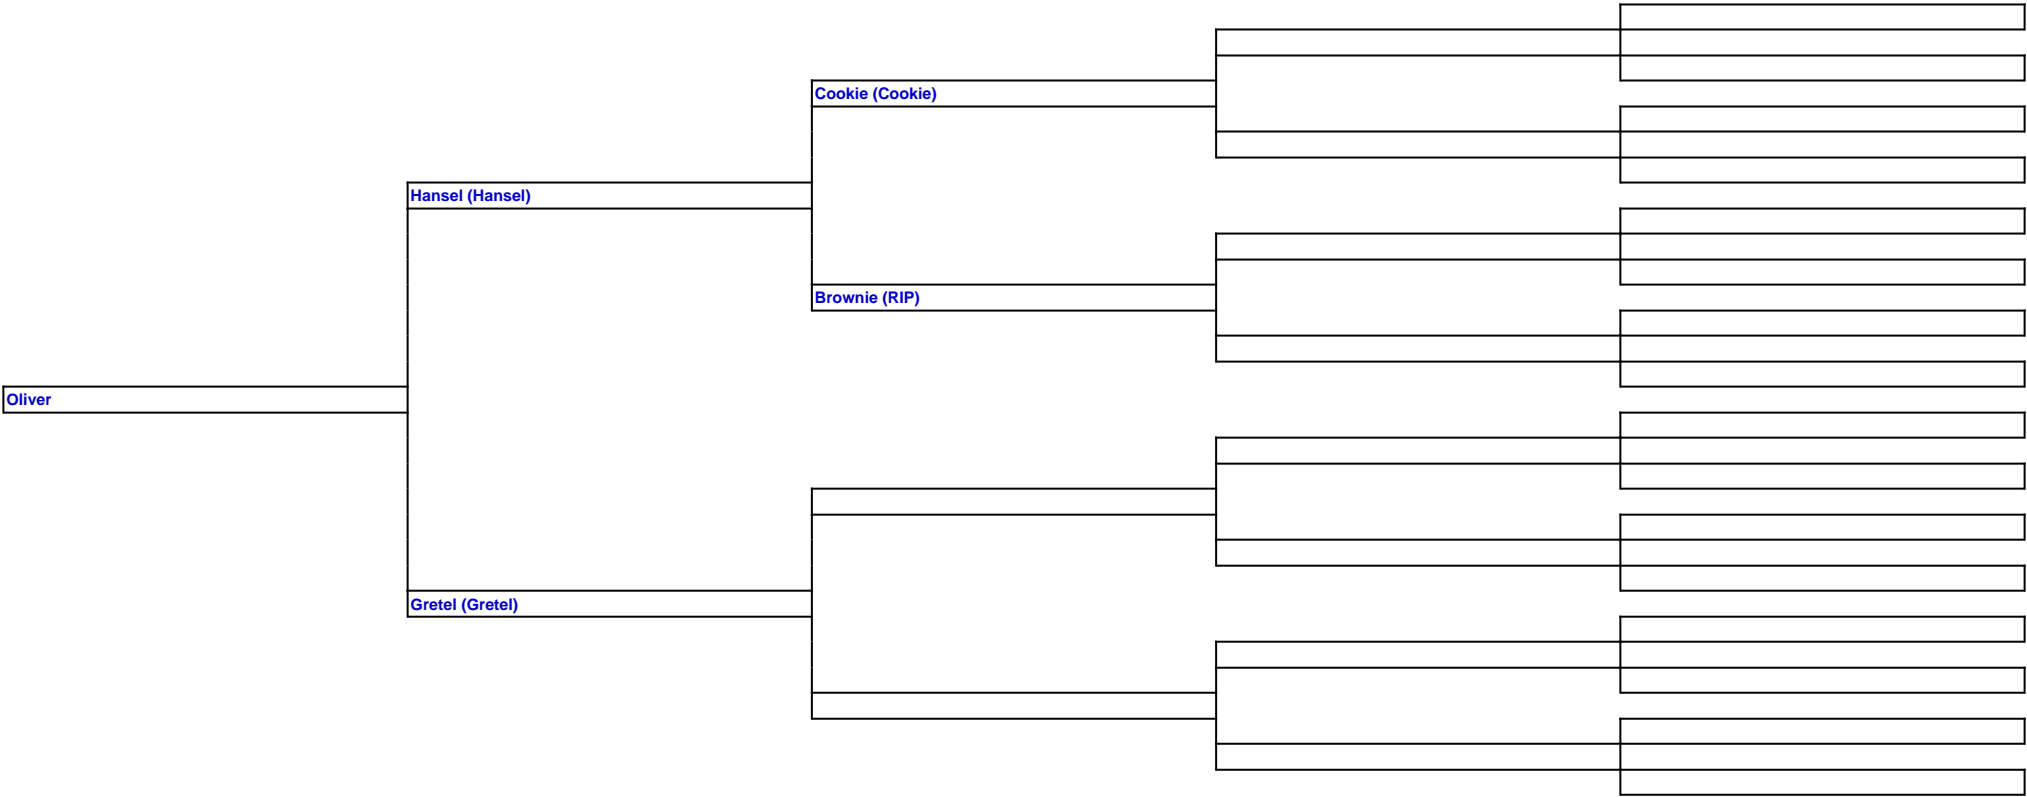 Cookie (Cookie)
Hansel (Hansel)
Brownie (RIP)
Oliver
Gretel (Gretel)